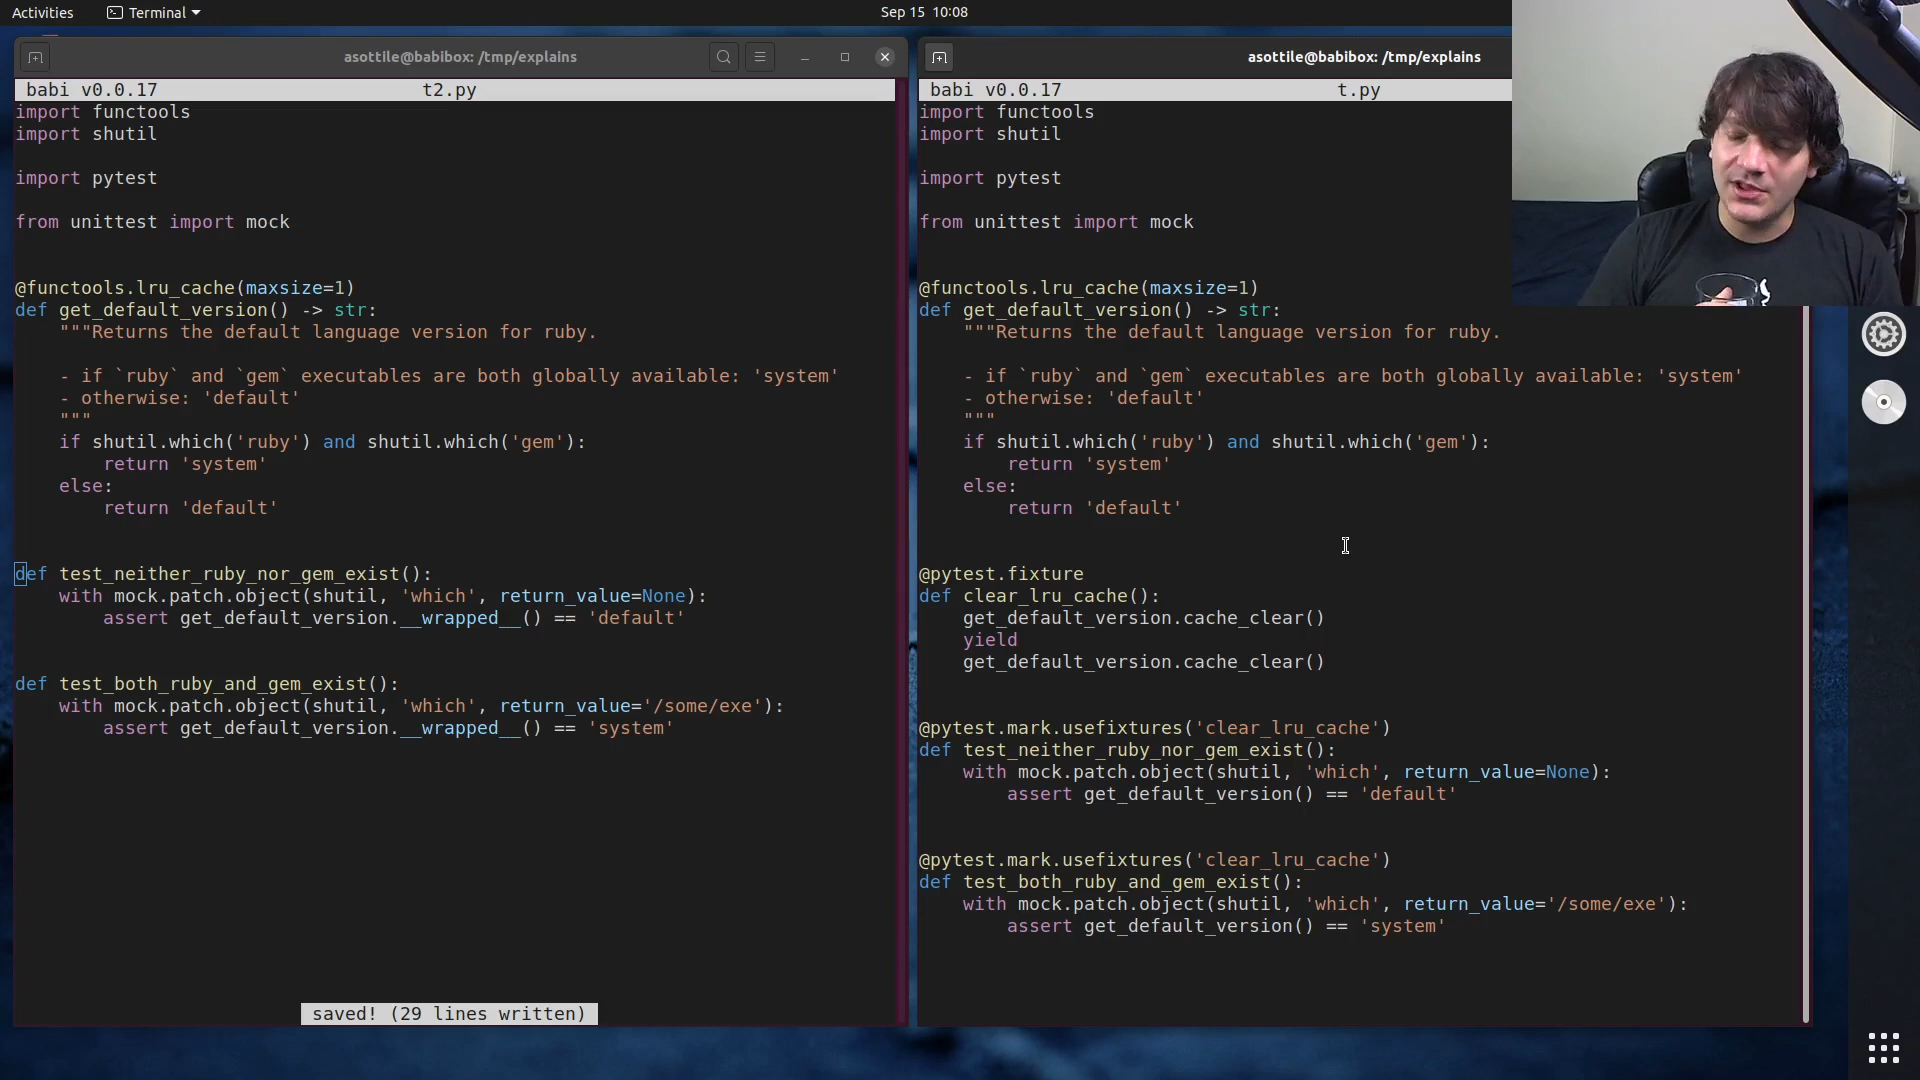 Activities
Terminal
Sep 15 10:08
asottile@babibox: /tmp/explains
babi v0.0.17 t2.py
import functools
import shutil
import pytest
from unittest import mock
@functools.lru_cache(maxsize=1)
def get_default_version() -> str:
"""Returns the default language version for ruby.
- if `ruby` and `gem` executables are both globally available: 'system'
- otherwise: 'default'
"""
if shutil.which('ruby') and shutil.which('gem'):
return 'system'
else:
return 'default'
def test_neither_ruby_nor_gem_exist():
with mock.patch.object(shutil, 'which', return_value=None):
assert get_default_version.__wrapped__() == 'default'
def test_both_ruby_and_gem_exist():
with mock.patch.object(shutil, 'which', return_value='/some/exe'):
assert get_default_version.__wrapped__() == 'system'
saved! (29 lines written)
asottile@babibox: /tmp/explains
babi v0.0.17 t.py
import functools
import shutil
import pytest
from unittest import mock
@functools.lru_cache(maxsize=1)
def get_default_version() -> str:
"""Returns the default language version for ruby.
- if `ruby` and `gem` executables are both globally available: 'system'
- otherwise: 'default'
"""
if shutil.which('ruby') and shutil.which('gem'):
return 'system'
else:
return 'default'
@pytest.fixture
def clear_lru_cache():
get_default_version.cache_clear()
yield
get_default_version.cache_clear()
@pytest.mark.usefixtures('clear_lru_cache')
def test_neither_ruby_nor_gem_exist():
with mock.patch.object(shutil, 'which', return_value=None):
assert get_default_version() == 'default'
@pytest.mark.usefixtures('clear_lru_cache')
def test_both_ruby_and_gem_exist():
with mock.patch.object(shutil, 'which', return_value='/some/exe'):
assert get_default_version() == 'system'